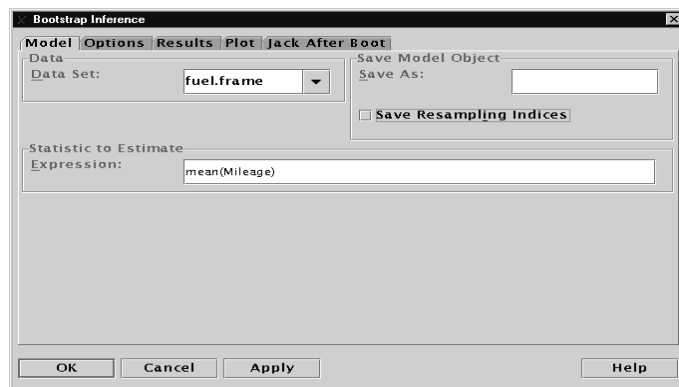 Bootstrap Inference
Model Options Results Plot Jack After Boot
Data
Data Set: fuel.frame
Save Model Object
Save As:
Save Resampling Indices
Statistic to Estimate
Expression: mean(Mileage)
OK Cancel Apply Help